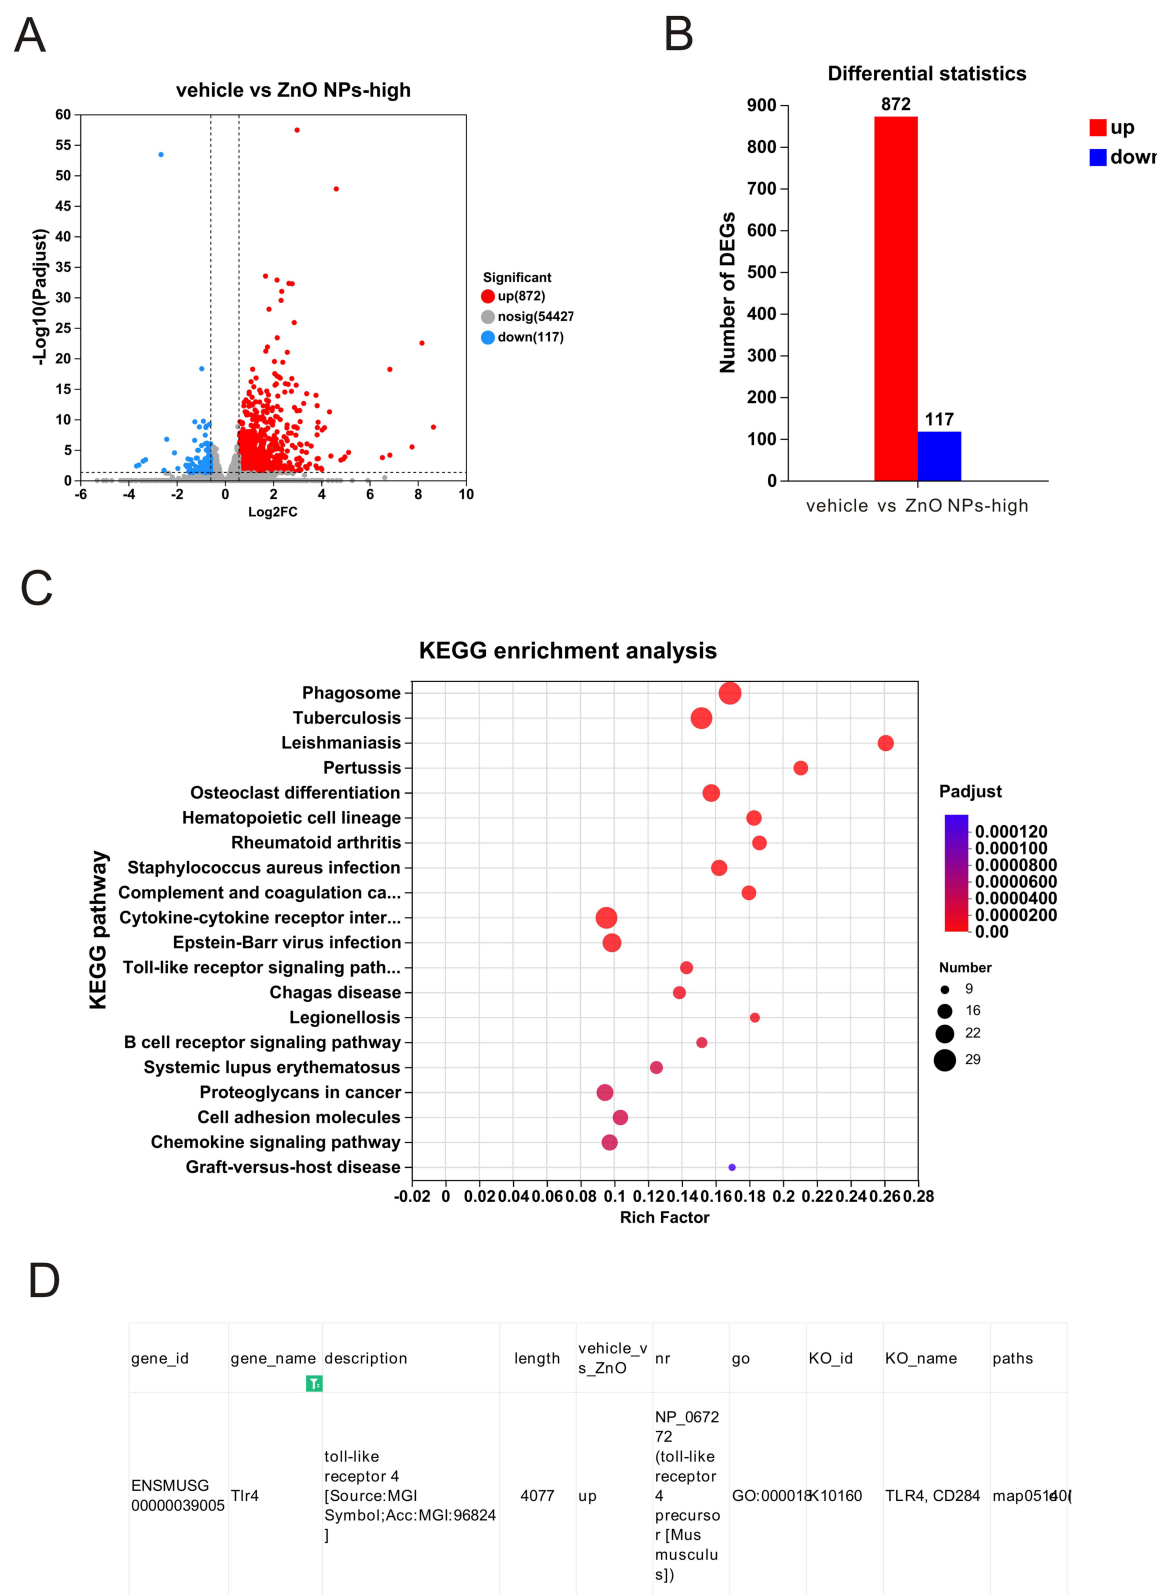 A
vehicle vs ZnO NPs-high
60
55
50
45
40
35
30
25
20
15
10
5
0
-Log10(Padjust)
-6 -4 -2 0 2 4 6 8 10
Log2FC
Significant
up(872)
nosig(54427
down(117)
B
Differential statistics
900
800
700
600
500
400
300
200
100
0
Number of DEGs
872
117
up
down
vehicle vs ZnO NPs-high
C
KEGG enrichment analysis
KEGG pathway
Phagosome
Tuberculosis
Leishmaniasis
Pertussis
Osteoclast differentiation
Hematopoietic cell lineage
Rheumatoid arthritis
Staphylococcus aureus infection
Complement and coagulation ca...
Cytokine-cytokine receptor inter...
Epstein-Barr virus infection
Toll-like receptor signaling path...
Chagas disease
Legionellosis
B cell receptor signaling pathway
Systemic lupus erythematosus
Proteoglycans in cancer
Cell adhesion molecules
Chemokine signaling pathway
Graft-versus-host disease
-0.02 0 0.02 0.04 0.06 0.08 0.1 0.12 0.14 0.16 0.18 0.2 0.22 0.24 0.26 0.28
Rich Factor
Padjust
0.000120
0.000100
0.0000800
0.0000600
0.0000400
0.0000200
0.00
Number
9
16
22
29
D
gene_id
gene_name
description
length
vehicle_v
s_ZnO
nr
go
KO_id
KO_name
paths
ENSMUSG
00000039005
Tlr4
toll-like
receptor 4
[Source:MGI
Symbol;Acc:MGI:96824
]
4077
up
NP_0672
72
(toll-like
receptor
4
precurso
r [Mus
musculu
s])
GO:000018
K10160
TLR4, CD284